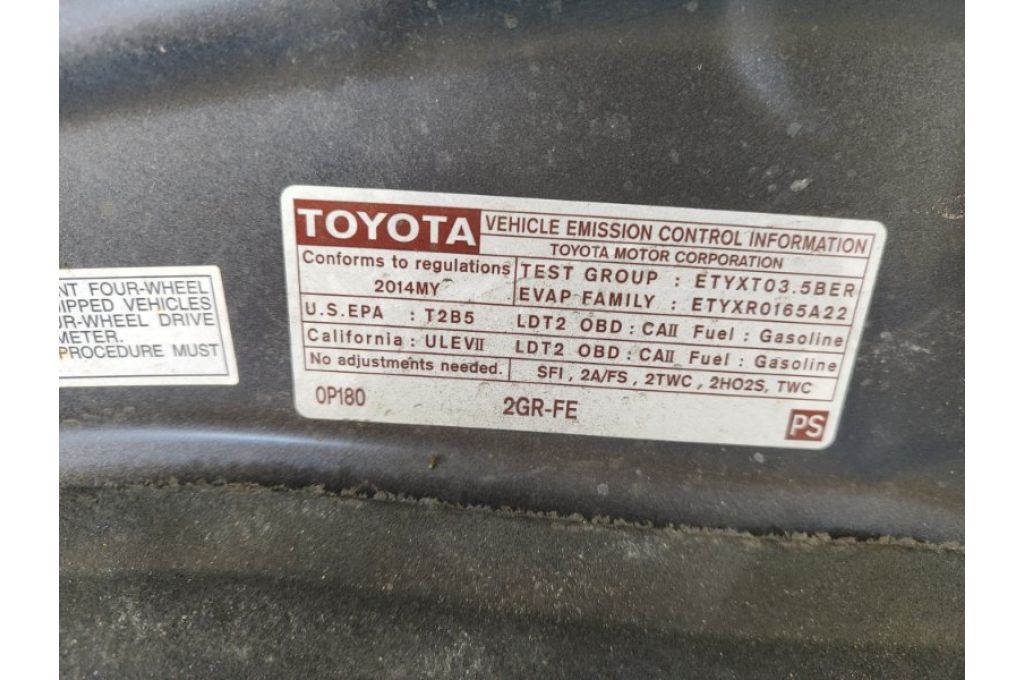 TOYOTA
VEHICLE EMISSION CONTROL INFORMATION
TOYOTA MOTOR CORPORATION
Conforms to regulations
2014MY
TEST GROUP : ETYXT03.5BER
EVAP FAMILY : ETYXR0165A22
U.S.EPA : T2B5 LDT2 OBD : CAII Fuel : Gasoline
California : ULEVII LDT2 OBD : CAII Fuel : Gasoline
No adjustments needed. SFI , 2A/FS , 2TWC , 2HO2S, TWC
0P180 2GR-FE PS
NT FOUR-WHEEL
IPPED VEHICLES
UR-WHEEL DRIVE
METER.
PROCEDURE MUST